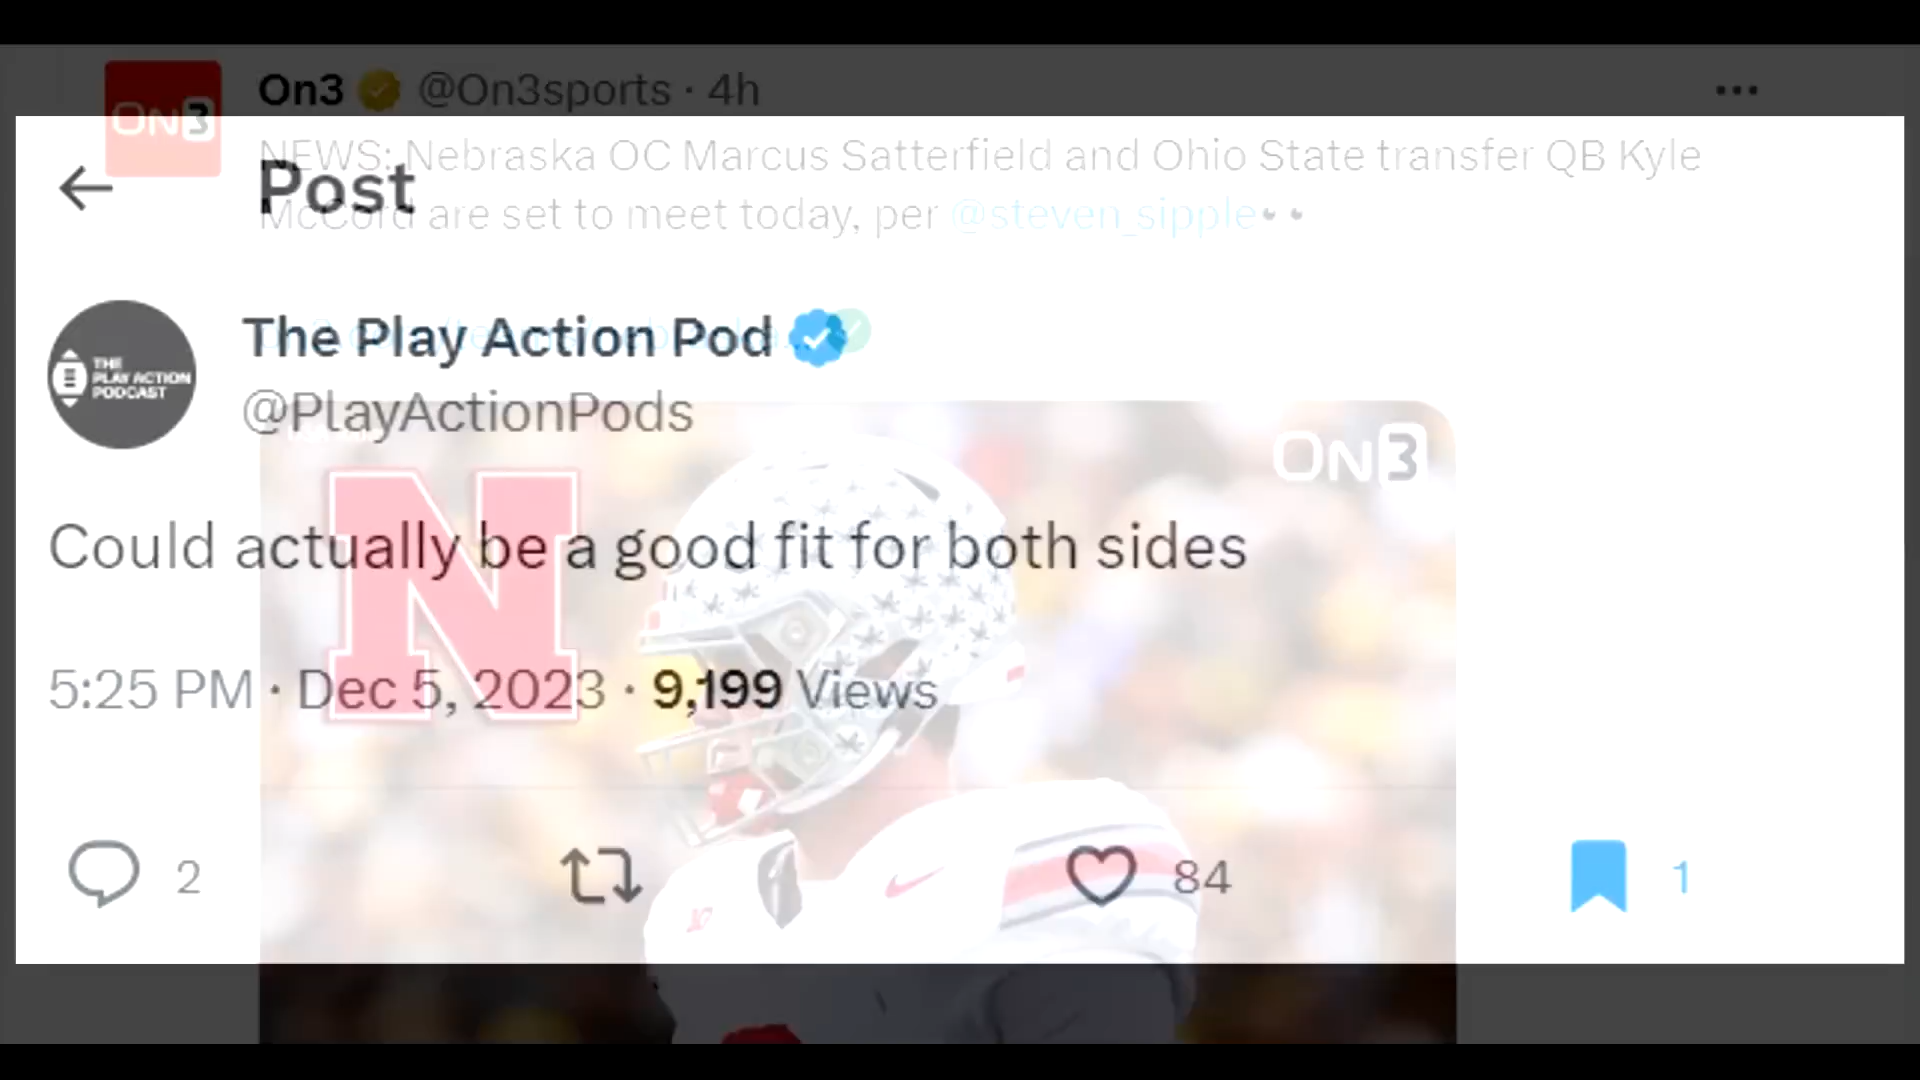 On3 @On3sports · 4h
ON3
NEWS: Nebraska OC Marcus Satterfield and Ohio State transfer QB Kyle
McCord are set to meet today, per @steven_sipple
Post
The Play Action Pod
@PlayActionPods
THE
PLAY ACTION
PODCAST
ON3
N
Could actually be a good fit for both sides
5:25 PM · Dec 5, 2023 · 9,199 Views
2 84 1